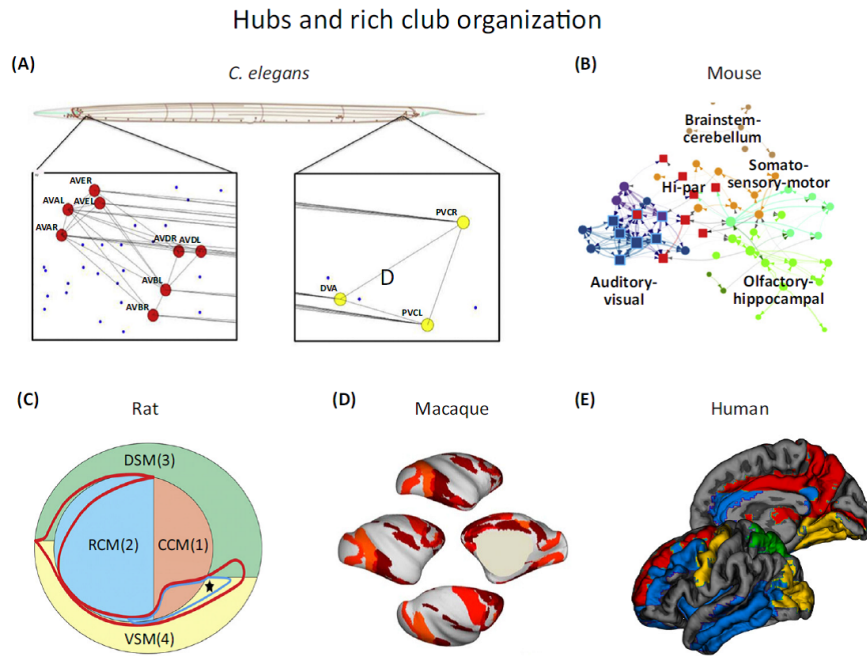 Hubs and rich club organization
(A)
C. elegans
AVER
AVAL
AVEL
AVAR
AVDR
AVDL
AVBL
AVBR
PVCR
D
DVA
PVCL
(B)
Mouse
Brainstem-
cerebellum
Somato-
sensory-motor
Hi-par
Auditory-
visual
Olfactory-
hippocampal
(C)
Rat
DSM(3)
RCM(2)
CCM(1)
VSM(4)
(D)
Macaque
(E)
Human